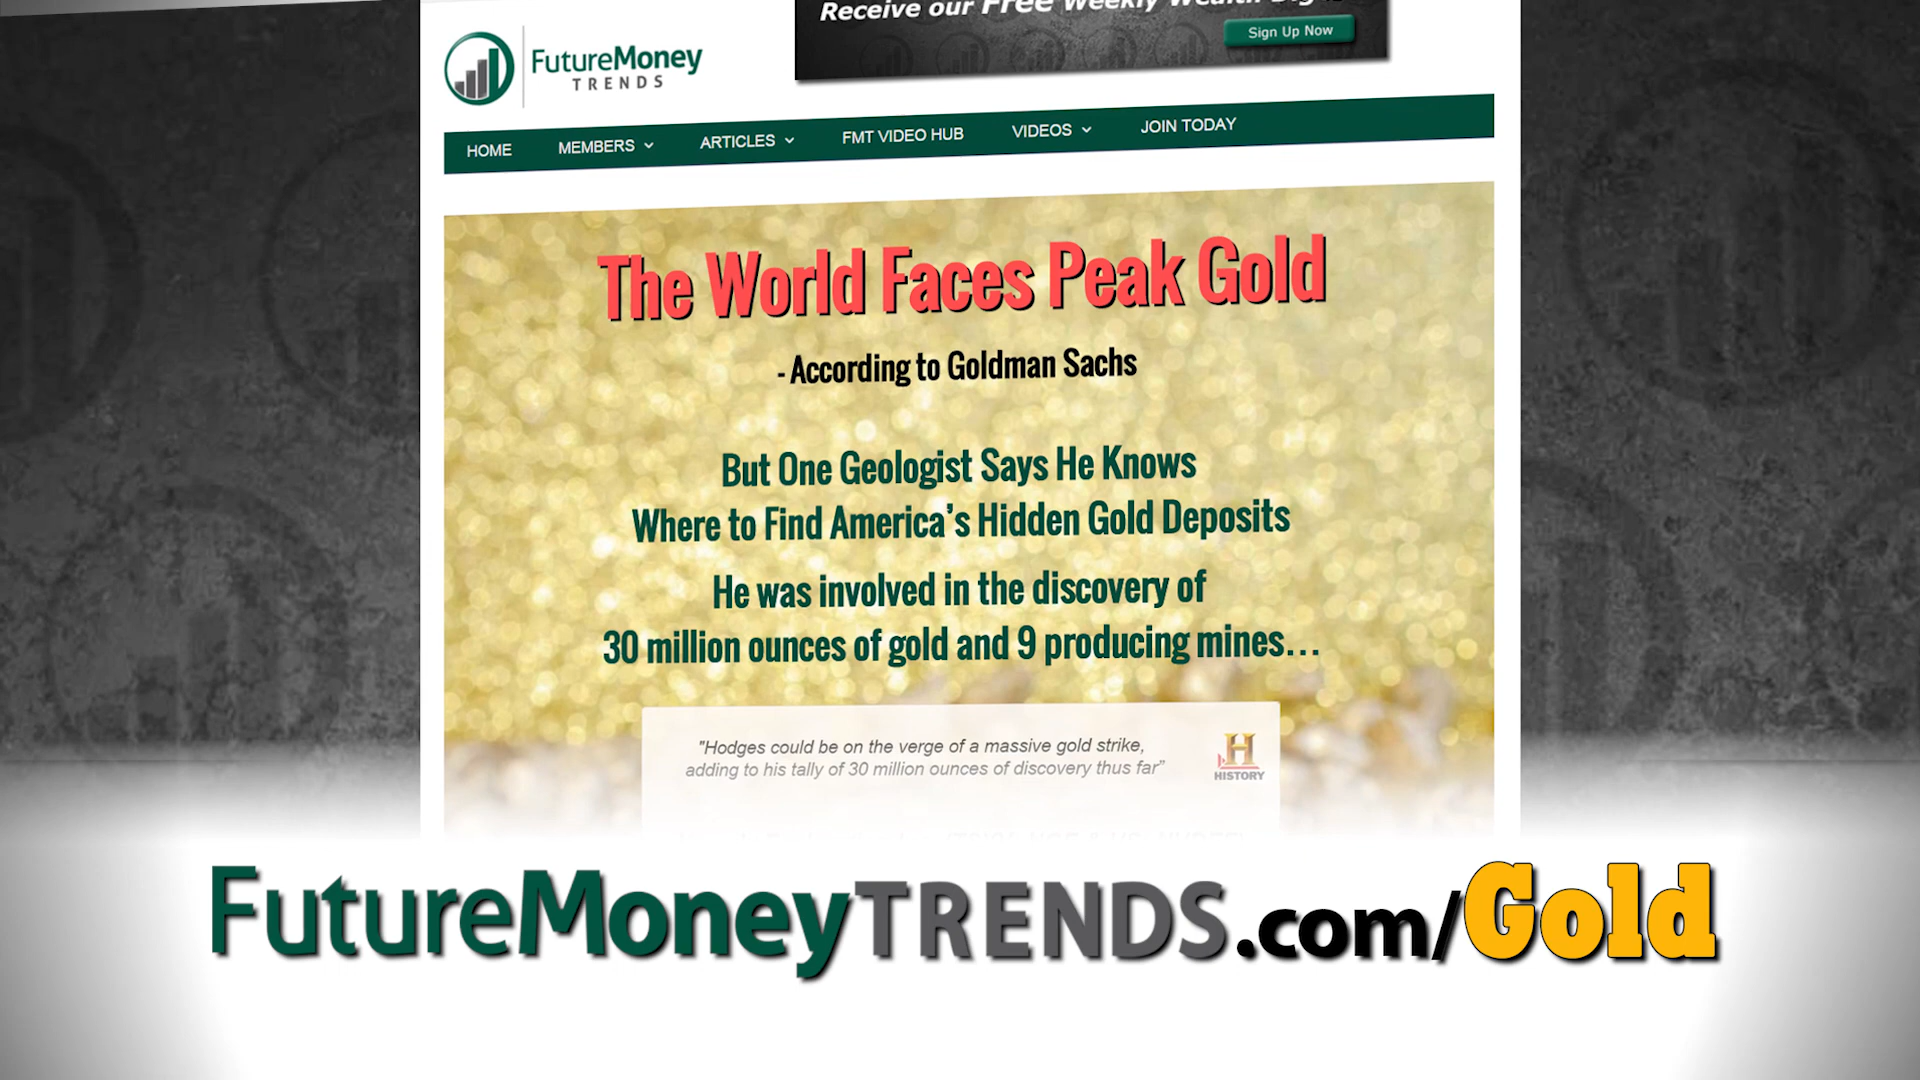 Receive our Free Weekly Wealth
Sign Up Now
FutureMoney
TRENDS
HOME MEMBERS ARTICLES FMT VIDEO HUB VIDEOS JOIN TODAY
The World Faces Peak Gold
- According to Goldman Sachs
But One Geologist Says He Knows
Where to Find America's Hidden Gold Deposits
He was involved in the discovery of
30 million ounces of gold and 9 producing mines...
"Hodges could be on the verge of a massive gold strike,
adding to his tally of 30 million ounces of discovery thus far"
H
HISTORY
FutureMoneyTRENDS.com/Gold